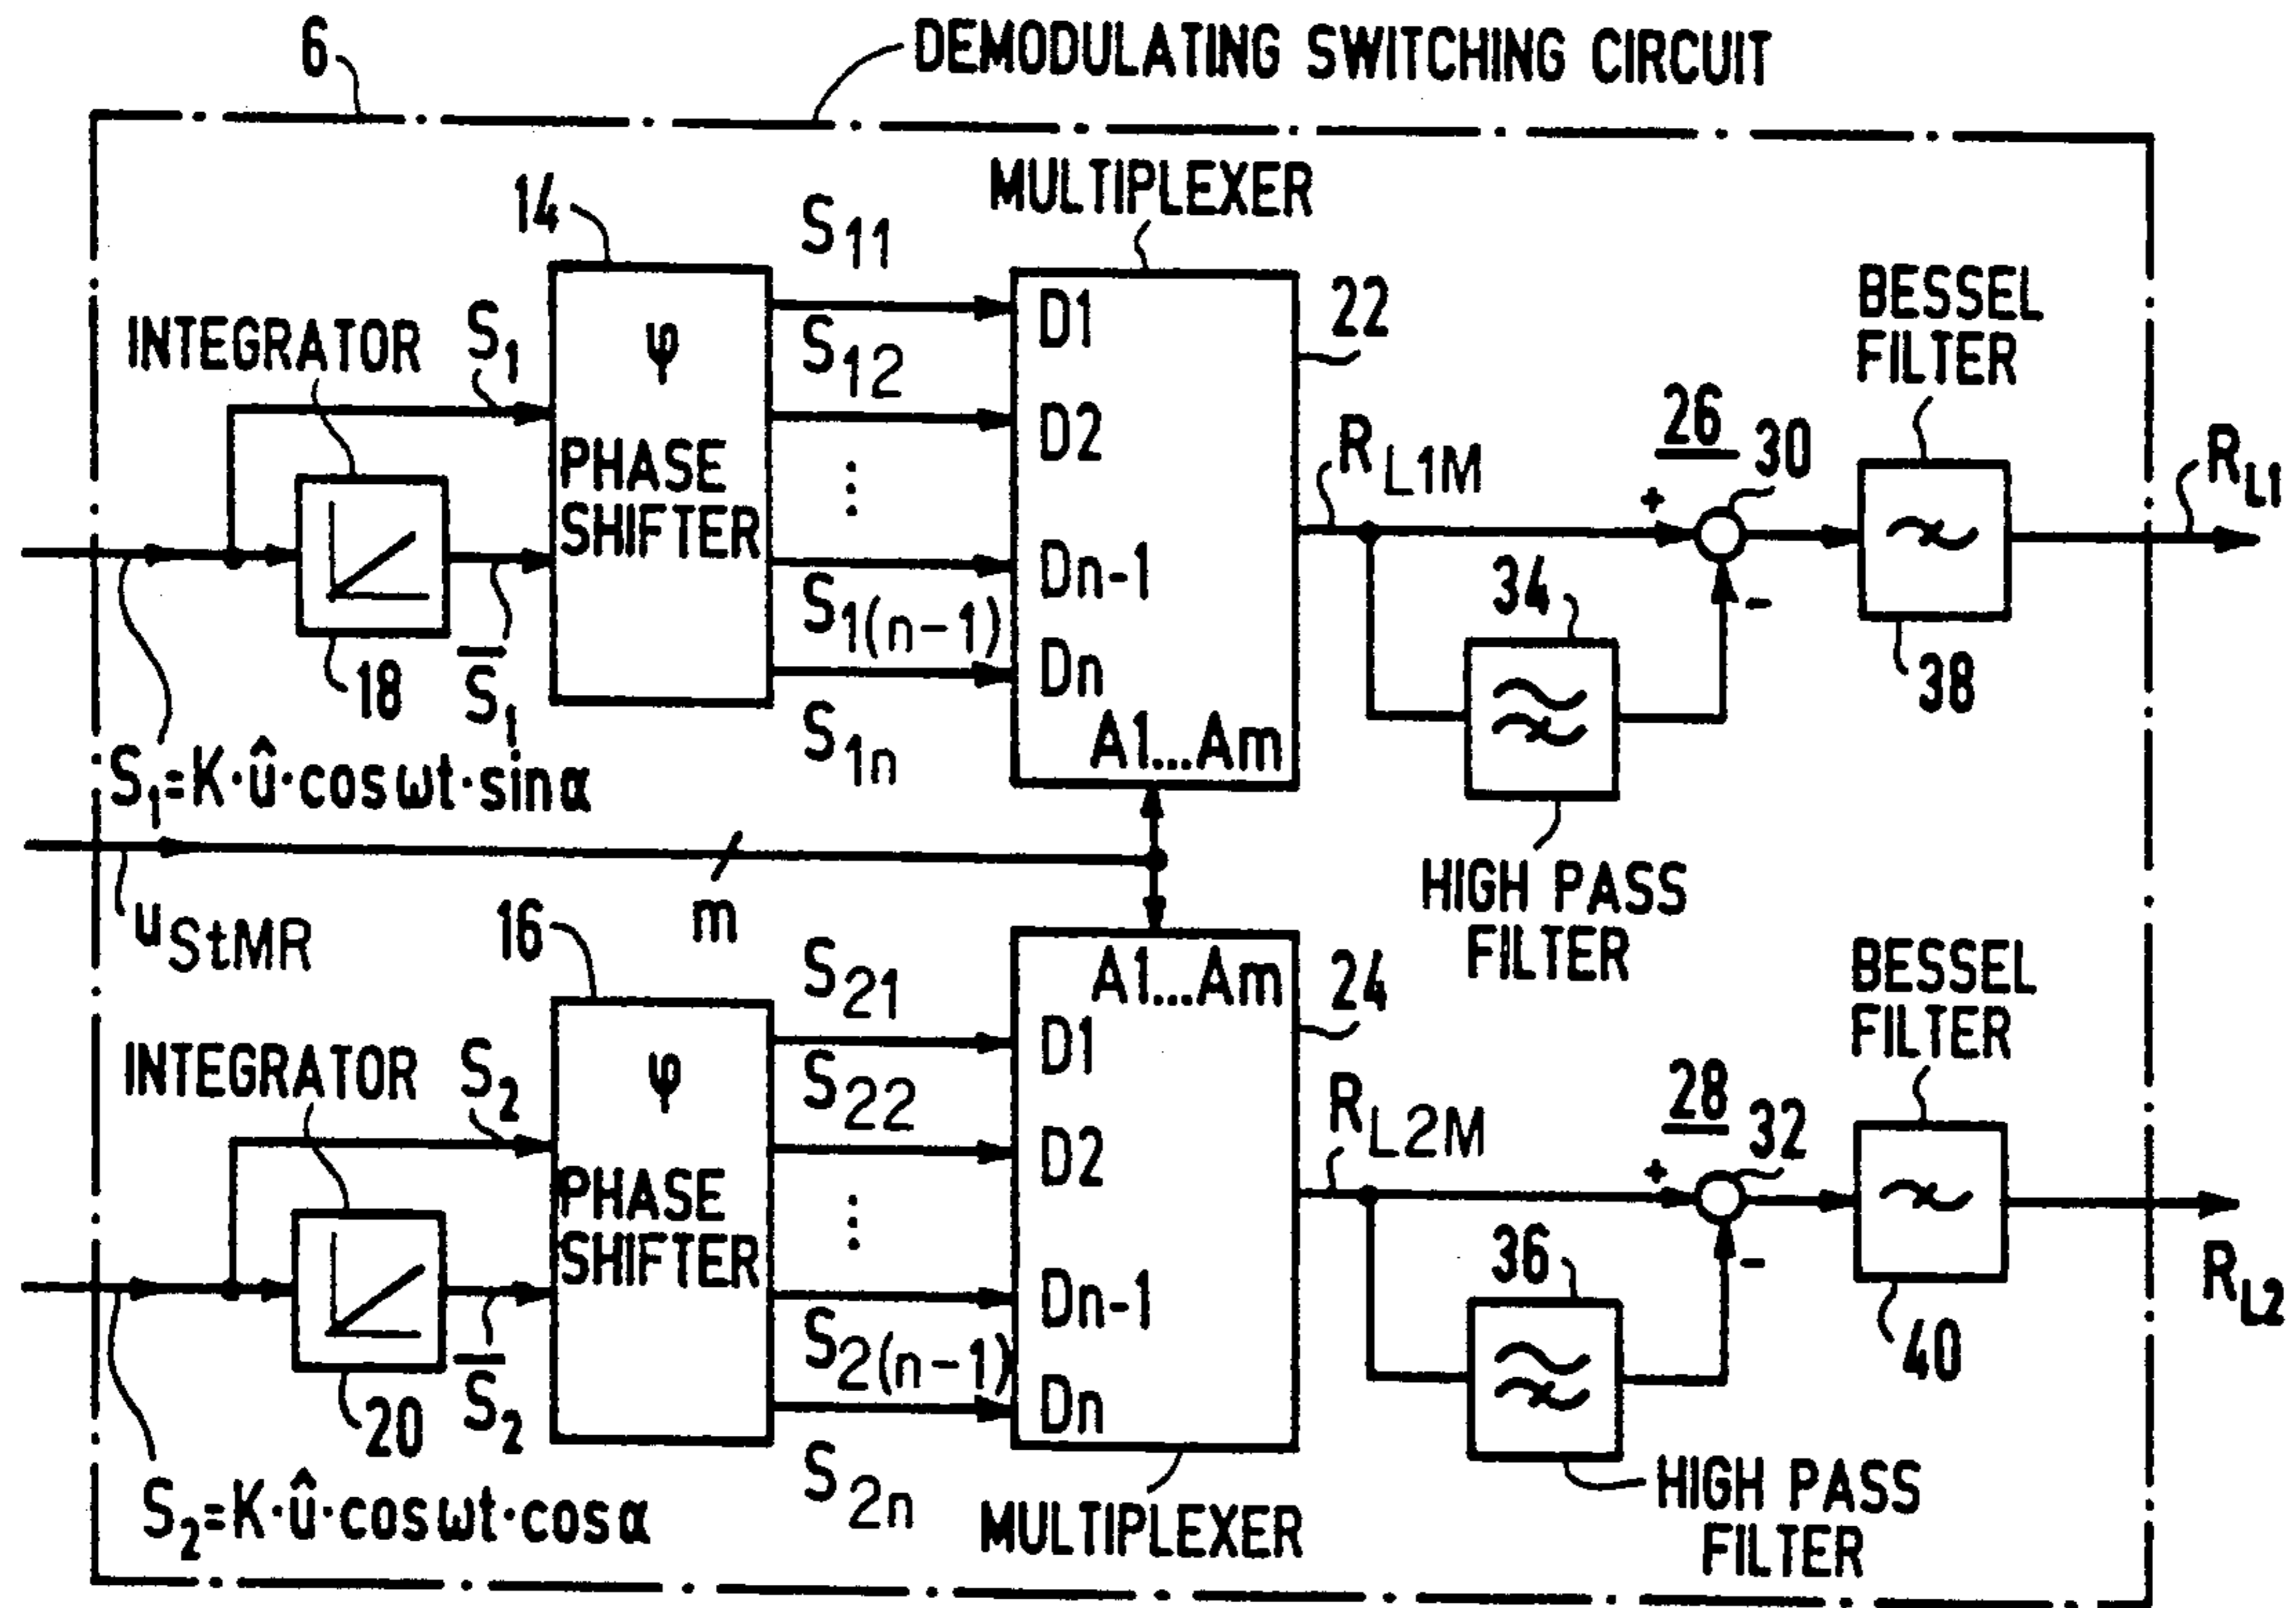 6
DEMODULATING SWITCHING CIRCUIT
MULTIPLEXER
14
S11
22
BESSEL
FILTER
INTEGRATOR
S1
φ
PHASE
SHIFTER
S12
⋮
S1(n-1)
S1n
D1
D2
Dn-1
Dn
A1...Am
RL1M
26
30
+
-
RL1
34
38
18
S̅1
S1=K·û·cosωt·sinα
HIGH PASS
FILTER
uStMR
m
16
S21
24
BESSEL
FILTER
INTEGRATOR
S2
φ
PHASE
SHIFTER
S22
⋮
S2(n-1)
S2n
A1...Am
D1
D2
Dn-1
Dn
RL2M
28
32
+
-
RL2
36
40
20
S̅2
S2=K·û·cosωt·cosα
MULTIPLEXER
HIGH PASS
FILTER